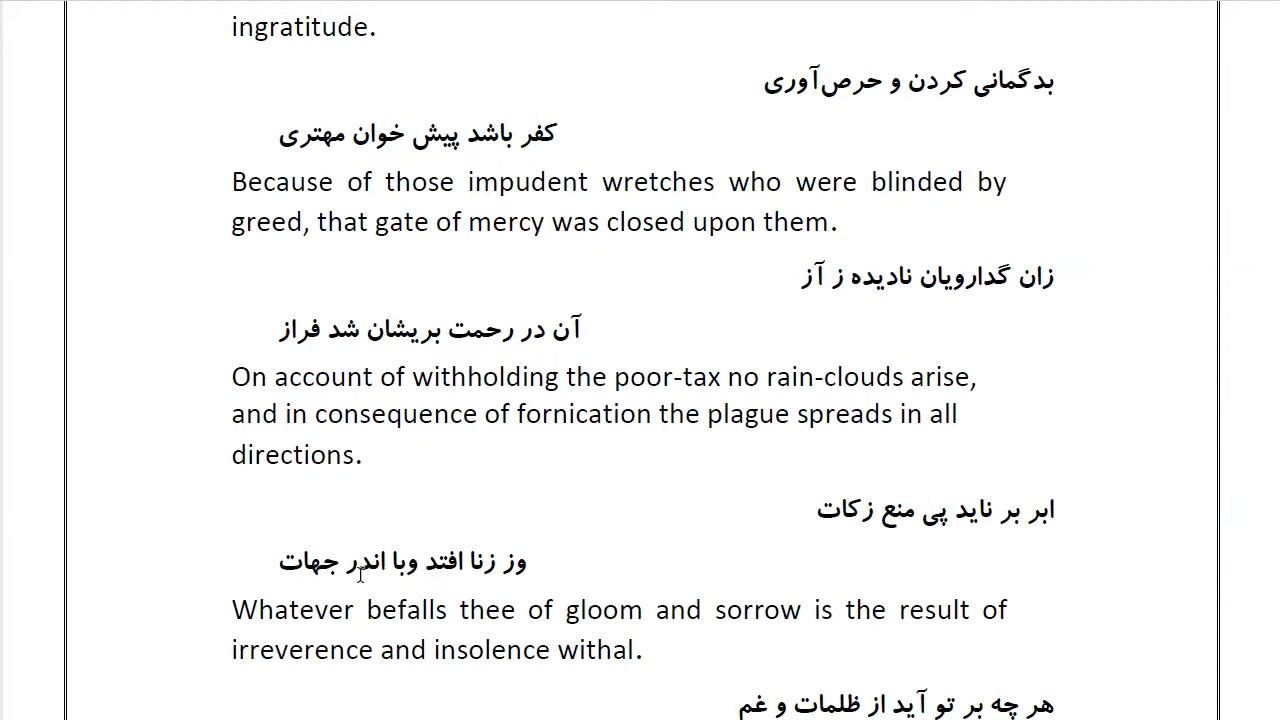 ingratitude.
بدگمانی کردن و حرص‌آوری
کفر باشد پیش خوان مهتری
Because of those impudent wretches who were blinded by
greed, that gate of mercy was closed upon them.
زان گدارویان نادیده ز آز
آن در رحمت بریشان شد فراز
On account of withholding the poor-tax no rain-clouds arise,
and in consequence of fornication the plague spreads in all
directions.
ابر بر ناید پی منع زکات
وز زنا افتد وبا اندر جهات
Whatever befalls thee of gloom and sorrow is the result of
irreverence and insolence withal.
هر چه بر تو آید از ظلمات و غم